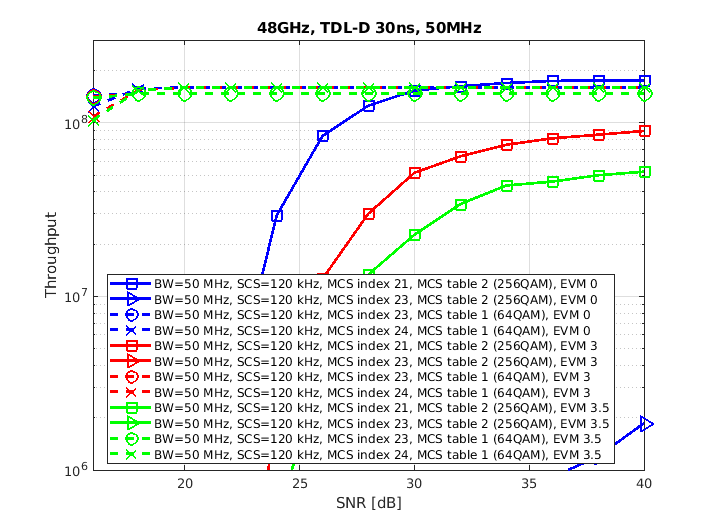 48GHz, TDL-D 30ns, 50MHz
Throughput
10^8
10^7
10^6
BW=50 MHz, SCS=120 kHz, MCS index 21, MCS table 2 (256QAM), EVM 0
BW=50 MHz, SCS=120 kHz, MCS index 23, MCS table 2 (256QAM), EVM 0
BW=50 MHz, SCS=120 kHz, MCS index 23, MCS table 1 (64QAM), EVM 0
BW=50 MHz, SCS=120 kHz, MCS index 24, MCS table 1 (64QAM), EVM 0
BW=50 MHz, SCS=120 kHz, MCS index 21, MCS table 2 (256QAM), EVM 3
BW=50 MHz, SCS=120 kHz, MCS index 23, MCS table 2 (256QAM), EVM 3
BW=50 MHz, SCS=120 kHz, MCS index 23, MCS table 1 (64QAM), EVM 3
BW=50 MHz, SCS=120 kHz, MCS index 24, MCS table 1 (64QAM), EVM 3
BW=50 MHz, SCS=120 kHz, MCS index 21, MCS table 2 (256QAM), EVM 3.5
BW=50 MHz, SCS=120 kHz, MCS index 23, MCS table 2 (256QAM), EVM 3.5
BW=50 MHz, SCS=120 kHz, MCS index 23, MCS table 1 (64QAM), EVM 3.5
BW=50 MHz, SCS=120 kHz, MCS index 24, MCS table 1 (64QAM), EVM 3.5
20 25 30 35 40
SNR [dB]